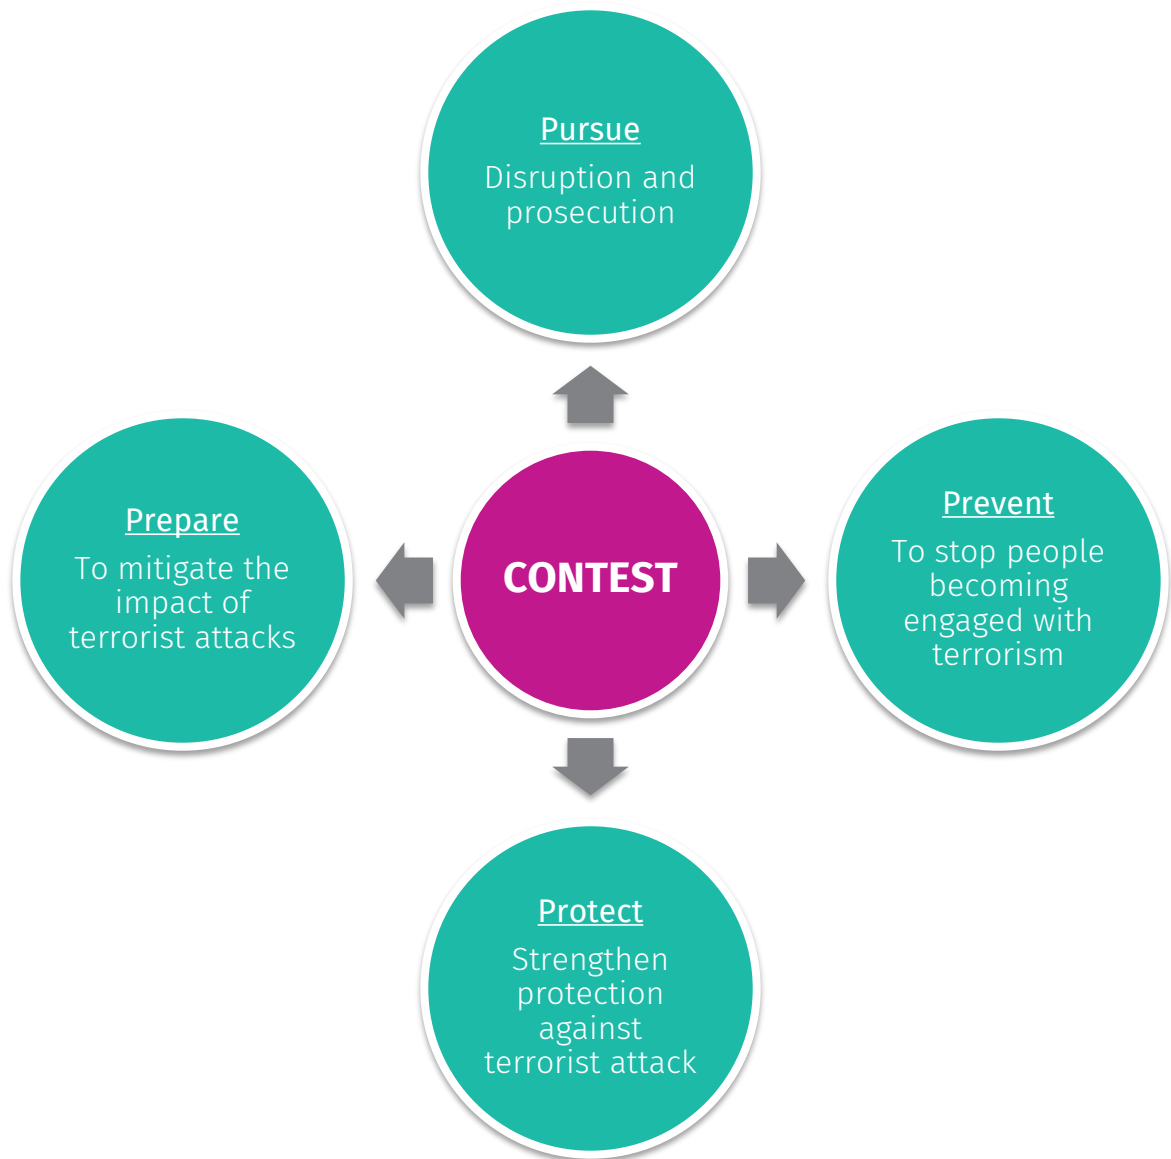 Pursue
Disruption and
prosecution
Prepare
To mitigate the
impact of
terrorist attacks
CONTEST
Prevent
To stop people
becoming
engaged with
terrorism
Protect
Strengthen
protection
against
terrorist attack